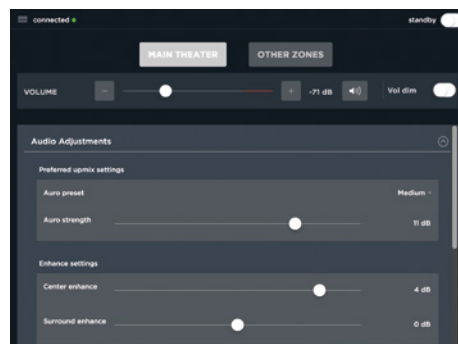 connected
standby
MAIN THEATER
OTHER ZONES
VOLUME - + -71 dB Vol dim
Audio Adjustments
Preferred upmix settings
Auro preset Medium
Auro strength 11 dB
Enhance settings
Center enhance 4 dB
Surround enhance 0 dB